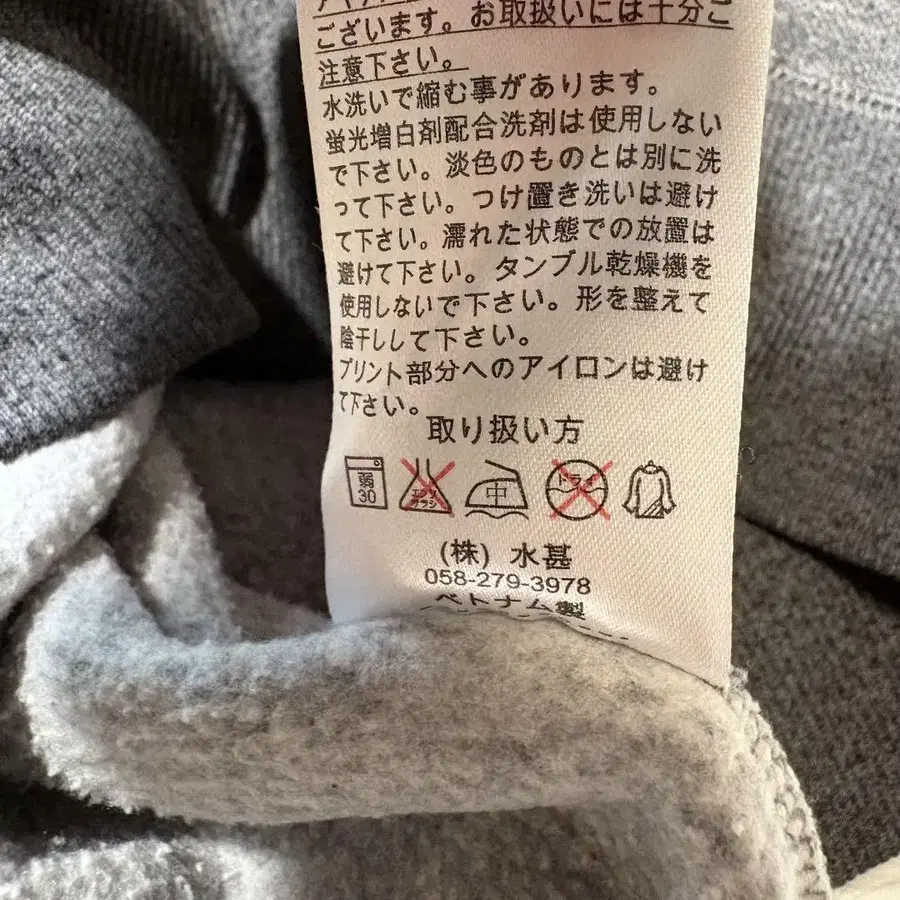 ございます。お取扱いには十分ご
注意下さい。
水洗いで縮む事があります。
蛍光増白剤配合洗剤は使用しない
で下さい。淡色のものとは別に洗
って下さい。つけ置き洗いは避け
て下さい。濡れた状態での放置は
避けて下さい。タンブル乾燥機を
使用しないで下さい。形を整えて
陰干しして下さい。
プリント部分へのアイロンは避け
て下さい。
取り扱い方
弱
30
エンソ
サラシ
中
ドライ
(株) 水甚
058-279-3978
ベトナム製